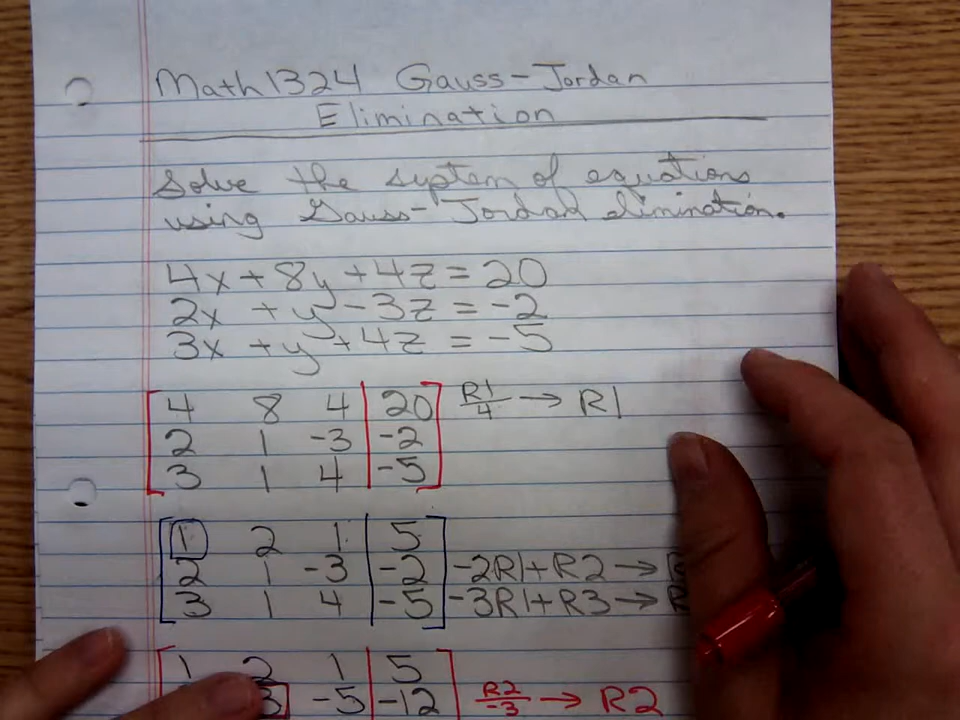 Math 1324 Gauss-Jordan
Elimination
Solve the system of equations
using Gauss-Jordad elimination.
4x + 8y + 4z = 20
2x + y - 3z = -2
3x + y + 4z = -5
4 8 4 | 20 R1/4 → R1
2 1 -3 | -2
3 1 4 | -5
1 2 1 | 5
2 1 -3 | -2 -2R1+R2 →
3 1 4 | -5 -3R1+R3 →
1 2 1 | 5
3 -5 | -12 R2/-3 → R2